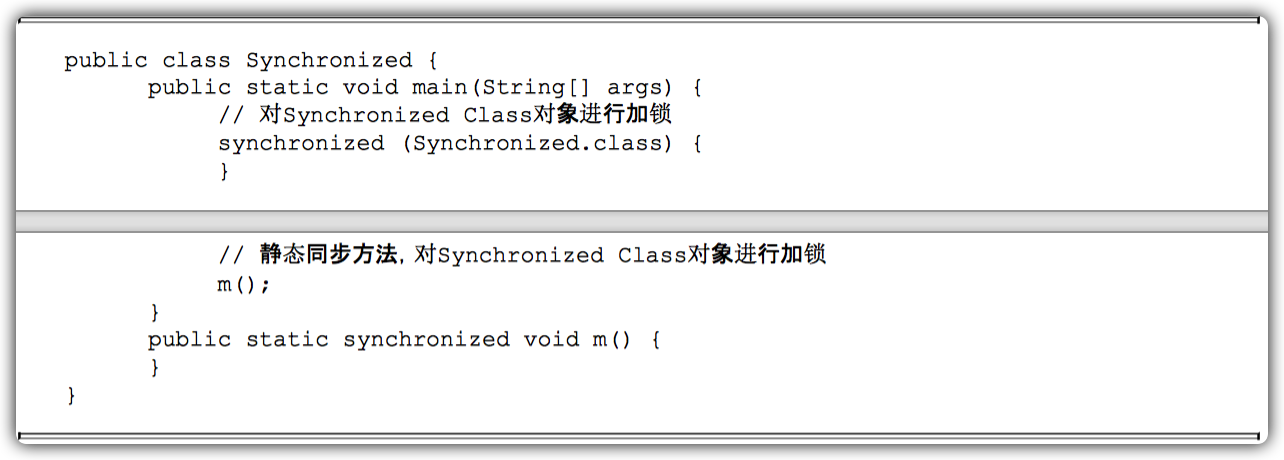 public class Synchronized {
public static void main(String[] args) {
// 对Synchronized Class对象进行加锁
synchronized (Synchronized.class) {
}
// 静态同步方法，对Synchronized Class对象进行加锁
m();
}
public static synchronized void m() {
}
}